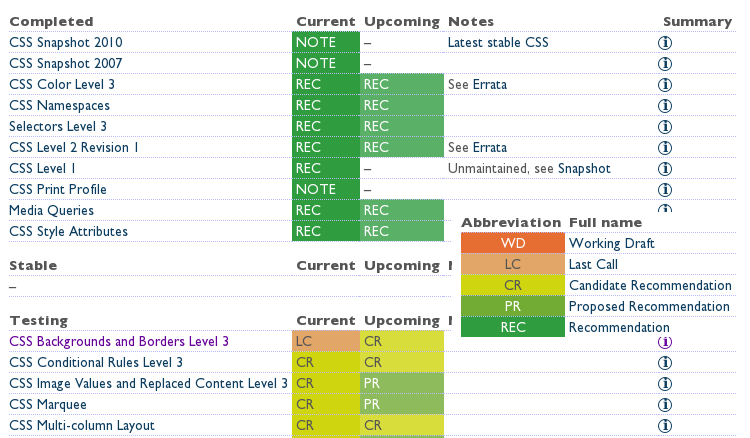 Completed Current Upcoming Notes Summary
CSS Snapshot 2010 NOTE – Latest stable CSS
CSS Snapshot 2007 NOTE –
CSS Color Level 3 REC REC See Errata
CSS Namespaces REC REC
Selectors Level 3 REC REC
CSS Level 2 Revision 1 REC REC See Errata
CSS Level 1 REC – Unmaintained, see Snapshot
CSS Print Profile NOTE –
Media Queries REC REC
CSS Style Attributes REC REC
Stable Current Upcoming
–
Testing Current Upcoming
CSS Backgrounds and Borders Level 3 LC CR
CSS Conditional Rules Level 3 CR CR
CSS Image Values and Replaced Content Level 3 CR PR
CSS Marquee CR PR
CSS Multi-column Layout CR CR
Abbreviation Full name
WD Working Draft
LC Last Call
CR Candidate Recommendation
PR Proposed Recommendation
REC Recommendation